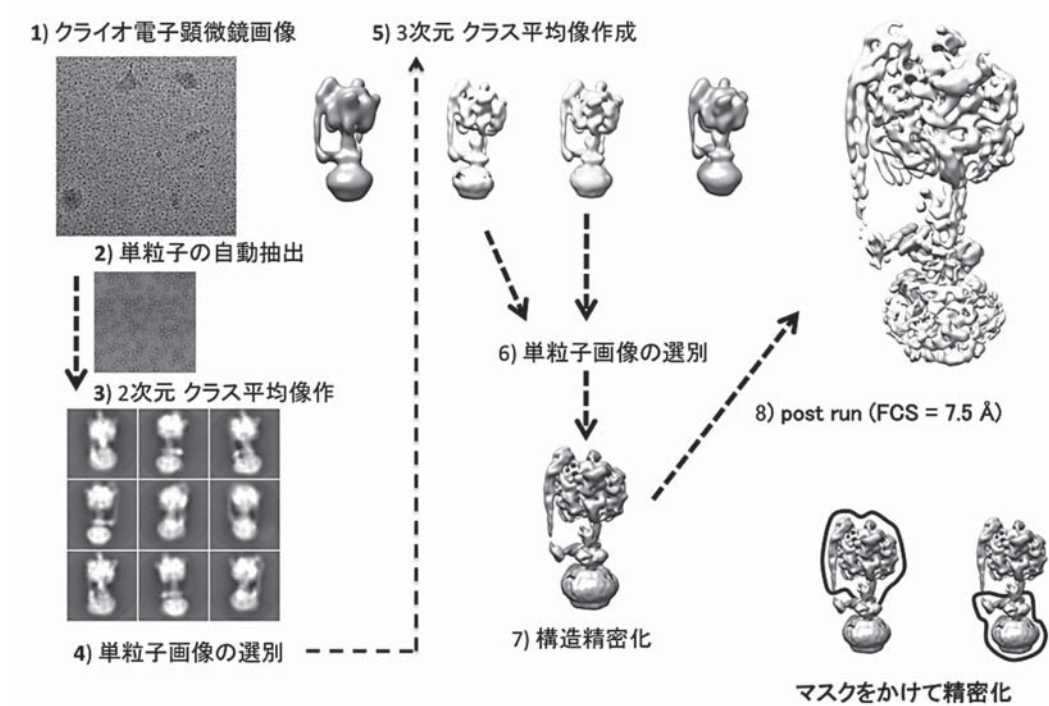 1) クライオ電子顕微鏡画像
2) 単粒子の自動抽出
3) 2次元 クラス平均像作
4) 単粒子画像の選別
5) 3次元 クラス平均像作成
6) 単粒子画像の選別
7) 構造精密化
8) post run (FCS = 7.5 Å)
マスクをかけて精密化